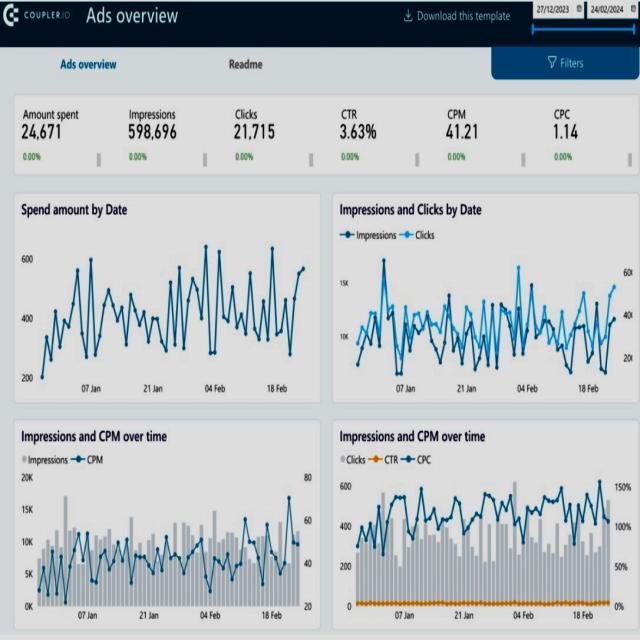 COUPLER.IO
Ads overview
Download this template
27/12/2023
24/02/2024
Ads overview
Readme
Filters
Amount spent
24,671
0.00%
Impressions
598,696
0.00%
Clicks
21,715
0.00%
CTR
3.63%
0.00%
CPM
41.21
0.00%
CPC
1.14
0.00%
Spend amount by Date
600
400
200
07 Jan
21 Jan
04 Feb
18 Feb
Impressions and Clicks by Date
Impressions
Clicks
15K
10K
60
40
20
07 Jan
21 Jan
04 Feb
18 Feb
Impressions and CPM over time
Impressions
CPM
20K
15K
10K
5K
0K
80
60
40
20
07 Jan
21 Jan
04 Feb
18 Feb
Impressions and CPM over time
Clicks
CTR
CPC
600
400
200
0
150%
100%
50%
0%
07 Jan
21 Jan
04 Feb
18 Feb